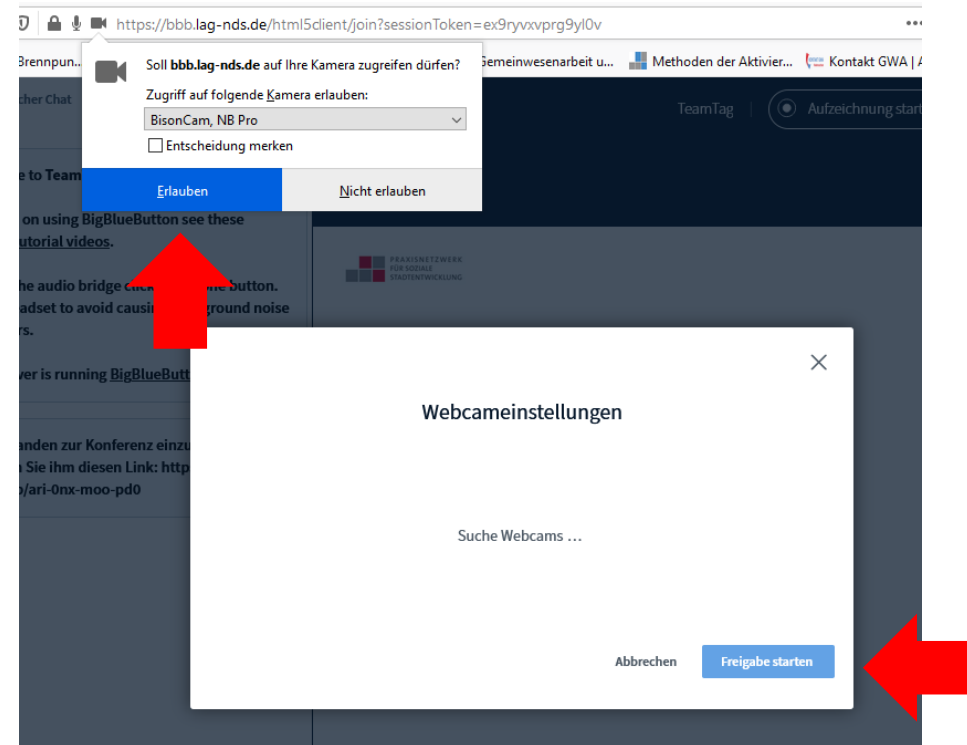 https://bbb.lag-nds.de/html5client/join?sessionToken=ex9ryvxvprg9yl0v
Brennpun...
Gemeinwesenarbeit u...
Methoden der Aktivier...
Kontakt GWA | A
Soll bbb.lag-nds.de auf Ihre Kamera zugreifen dürfen?
Zugriff auf folgende Kamera erlauben:
BisonCam, NB Pro
Entscheidung merken
Erlauben
Nicht erlauben
cher Chat
TeamTag
Aufzeichnung start
e to Team
on using BigBlueButton see these
utorial videos.
he audio bridge button.
adset to avoid causi ground noise
rs.
ver is running BigBlueButt
anden zur Konferenz einzu
n Sie ihm diesen Link: http
b/ari-0nx-moo-pd0
PRAXISNETZWERK
FÜR SOZIALE
STADTENTWICKLUNG
Webcameinstellungen
Suche Webcams ...
Abbrechen
Freigabe starten